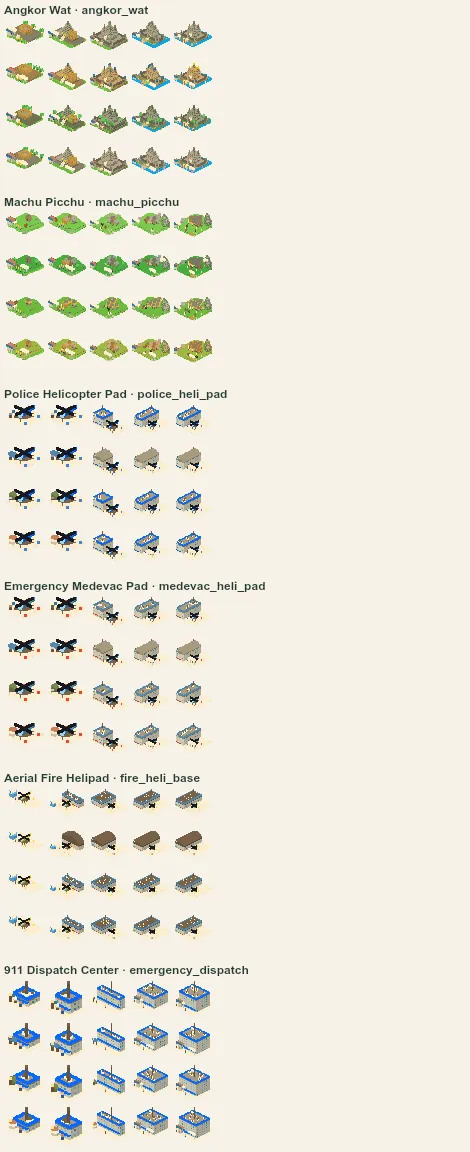 Angkor Wat · angkor_wat
Machu Picchu · machu_picchu
Police Helicopter Pad · police_heli_pad
Emergency Medevac Pad · medevac_heli_pad
Aerial Fire Helipad · fire_heli_base
911 Dispatch Center · emergency_dispatch